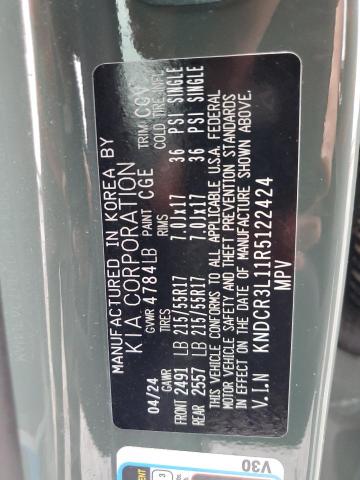 MANUFACTURED IN KOREA BY
KIA CORPORATION
GVWR 4784LB PAINT CGE TRIM CGV
04/24 GAWR TIRES RIMS COLD TIRE INFL
FRONT 2491 LB 215/55R17 7.0Jx17 36 PSI SINGLE
REAR 2557 LB 215/55R17 7.0Jx17 36 PSI SINGLE
THIS VEHICLE CONFORMS TO ALL APPLICABLE U.S.A. FEDERAL
MOTOR VEHICLE SAFETY AND THEFT PREVENTION STANDARDS
IN EFFECT ON THE DATE OF MANUFACTURE SHOWN ABOVE.
V.I.N KNDCR3L11R5122424
MPV
V30